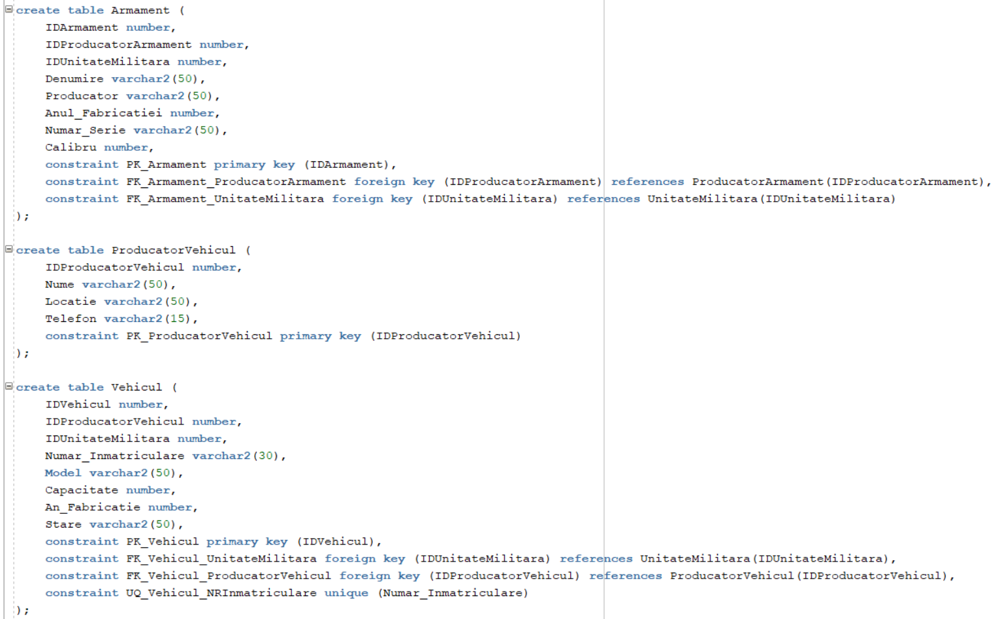 create table Armament (
    IDArmament number,
    IDProducatorArmament number,
    IDUnitateMilitara number,
    Denumire varchar2(50),
    Producator varchar2(50),
    Anul_Fabricatiei number,
    Numar_Serie varchar2(50),
    Calibru number,
    constraint PK_Armament primary key (IDArmament),
    constraint FK_Armament_ProducatorArmament foreign key (IDProducatorArmament) references ProducatorArmament(IDProducatorArmament),
    constraint FK_Armament_UnitateMilitara foreign key (IDUnitateMilitara) references UnitateMilitara(IDUnitateMilitara)
);

create table ProducatorVehicul (
    IDProducatorVehicul number,
    Nume varchar2(50),
    Locatie varchar2(50),
    Telefon varchar2(15),
    constraint PK_ProducatorVehicul primary key (IDProducatorVehicul)
);

create table Vehicul (
    IDVehicul number,
    IDProducatorVehicul number,
    IDUnitateMilitara number,
    Numar_Inmatriculare varchar2(30),
    Model varchar2(50),
    Capacitate number,
    An_Fabricatie number,
    Stare varchar2(50),
    constraint PK_Vehicul primary key (IDVehicul),
    constraint FK_Vehicul_UnitateMilitara foreign key (IDUnitateMilitara) references UnitateMilitara(IDUnitateMilitara),
    constraint FK_Vehicul_ProducatorVehicul foreign key (IDProducatorVehicul) references ProducatorVehicul(IDProducatorVehicul),
    constraint UQ_Vehicul_NRInmatriculare unique (Numar_Inmatriculare)
);